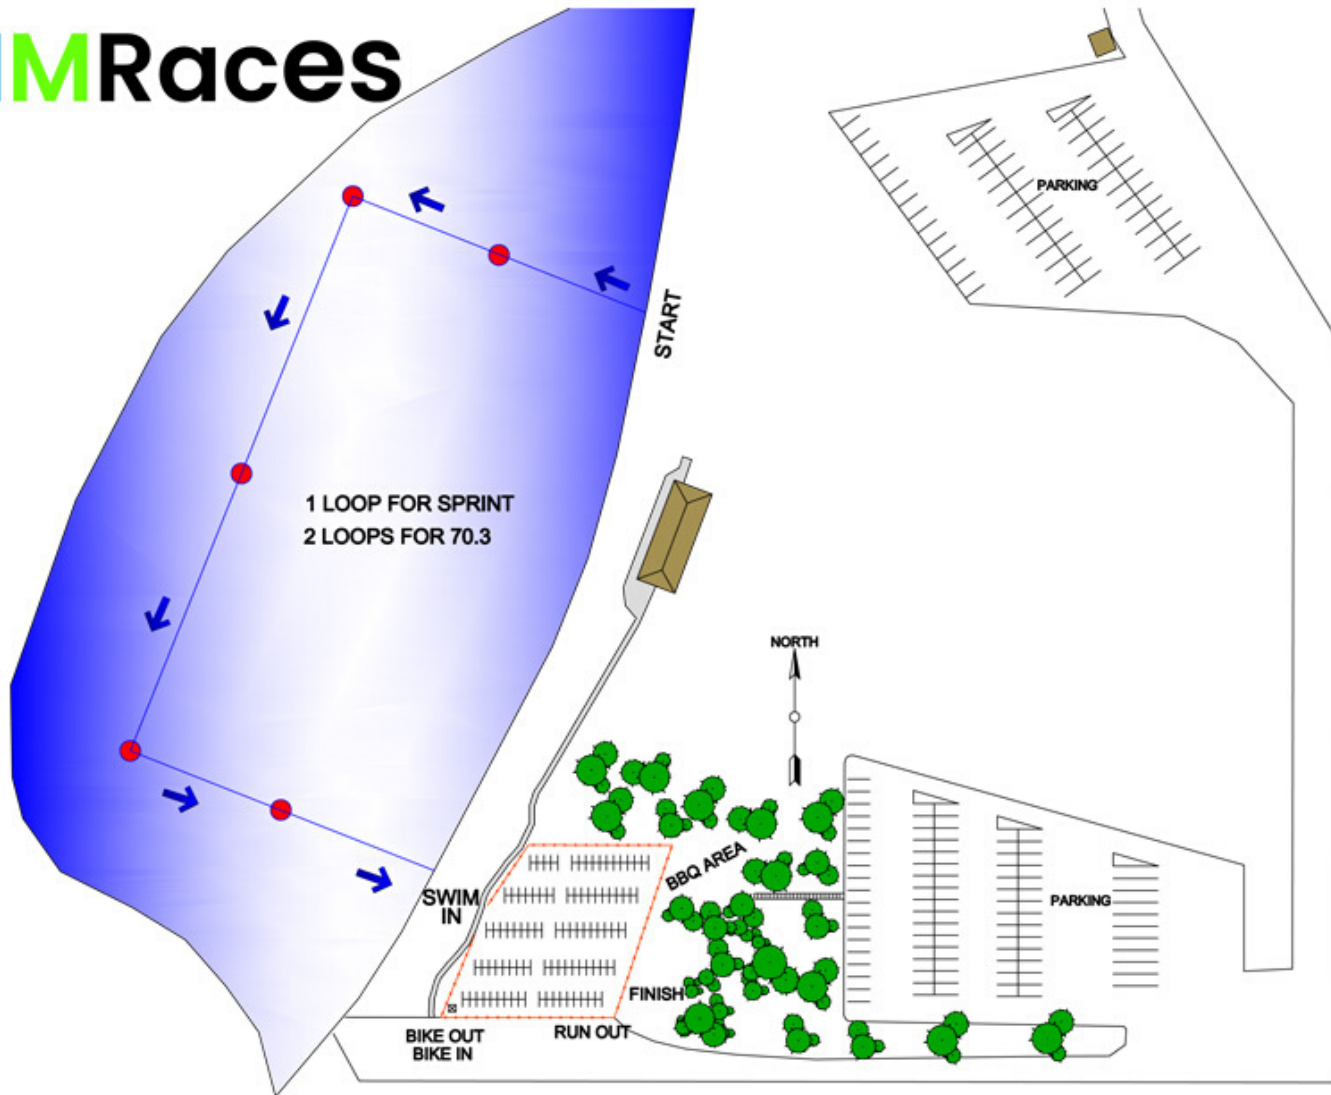 MRaces
PARKING
START
1 LOOP FOR SPRINT
2 LOOPS FOR 70.3
NORTH
BBQ AREA
SWIM
IN
PARKING
FINISH
BIKE OUT
BIKE IN
RUN OUT